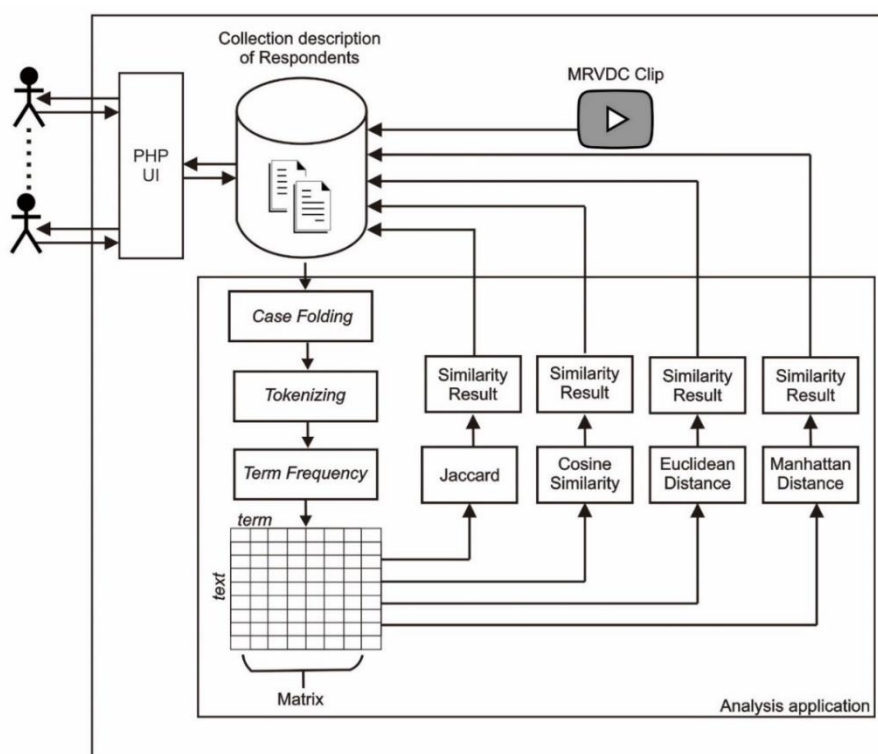 Collection description
of Respondents
MRVDC Clip
PHP
UI
Case Folding
Tokenizing
Term Frequency
Similarity
Result
Similarity
Result
Similarity
Result
Similarity
Result
Jaccard
Cosine
Similarity
Euclidean
Distance
Manhattan
Distance
term
text
Matrix
Analysis application